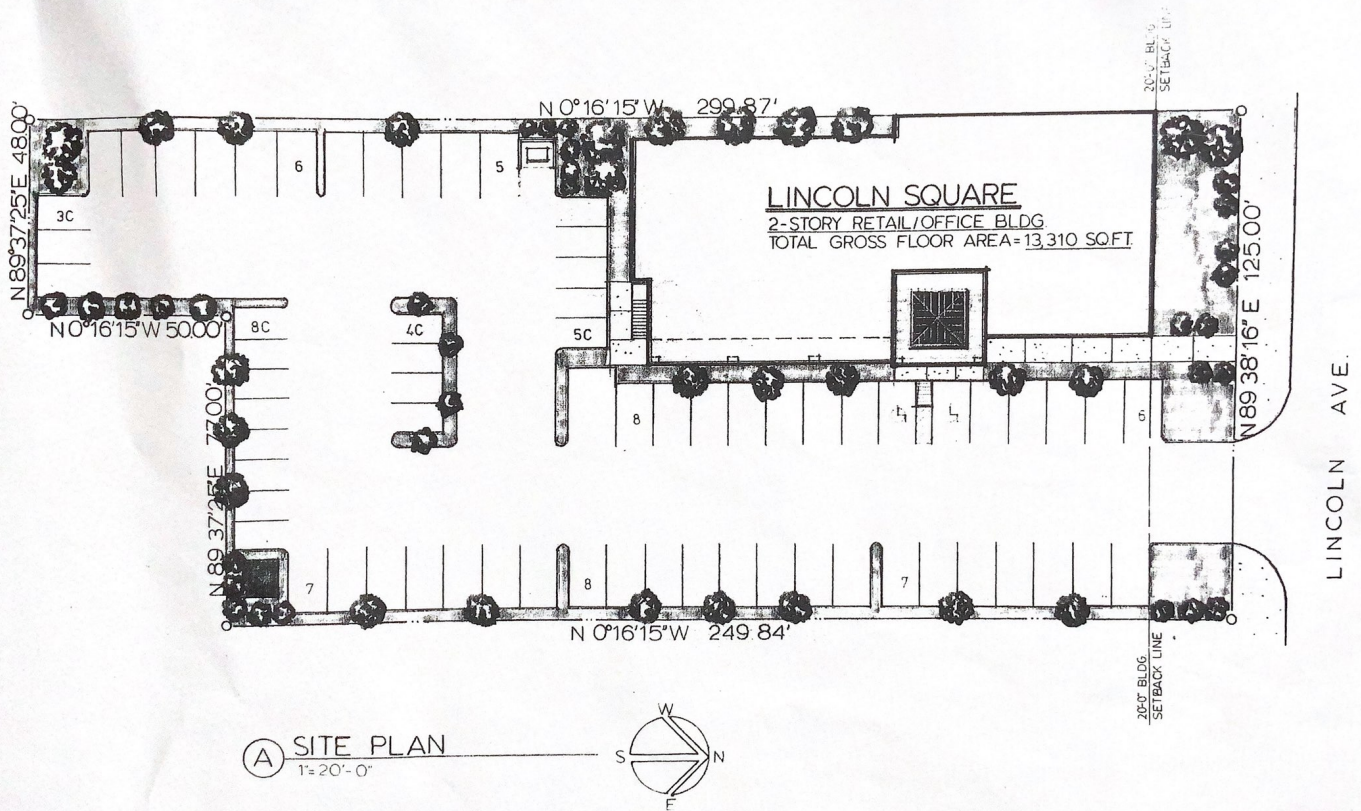 20'-0" BLDG.
SETBACK LINE
N 0°16'15" W 299.87'
N 89°37'25" E 48.00'
6
5
3C
LINCOLN SQUARE
2-STORY RETAIL/OFFICE BLDG.
TOTAL GROSS FLOOR AREA = 13,310 SQ.FT.
N 89°38'16" E 125.00'
N 0°16'15" W 50.00'
8C
4C
5C
8
6
N 89°37'25" E 77.00'
7
8
7
LINCOLN AVE.
N 0°16'15" W 249.84'
20'-0" BLDG.
SETBACK LINE
A SITE PLAN
1"=20'-0"
W
S
N
E